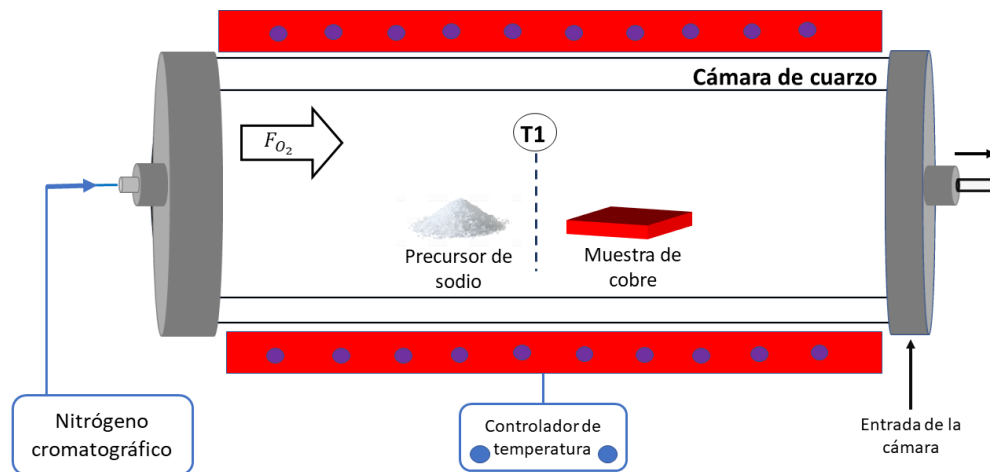 Cámara de cuarzo
F_{O_2}
T1
Precursor de
sodio
Muestra de
cobre
Nitrógeno
cromatográfico
Controlador de
temperatura
Entrada de la
cámara